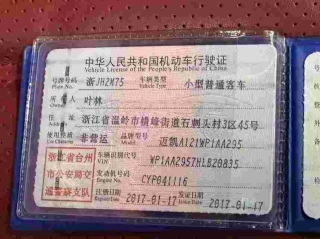 中华人民共和国机动车行驶证
Vehicle License of the People's Republic of China
号牌号码 浙JHZM75 车辆类型 小型普通客车
Plate No. Vehicle Type
所有人 叶林
Owner
住址 浙江省温岭市横峰街道石刺头村3区45号
Address
使用性质 非营运 品牌型号 迈凯A121WP1AA295
Use Character Model
浙江省台州 车辆识别代号 WP1AA2957HLB20835
VIN
市公安局交 发动机号码 CYP041116
Engine No.
通警察支队 注册日期 2017-01-17 发证日期 2017-01-17
Register Date Issue Date